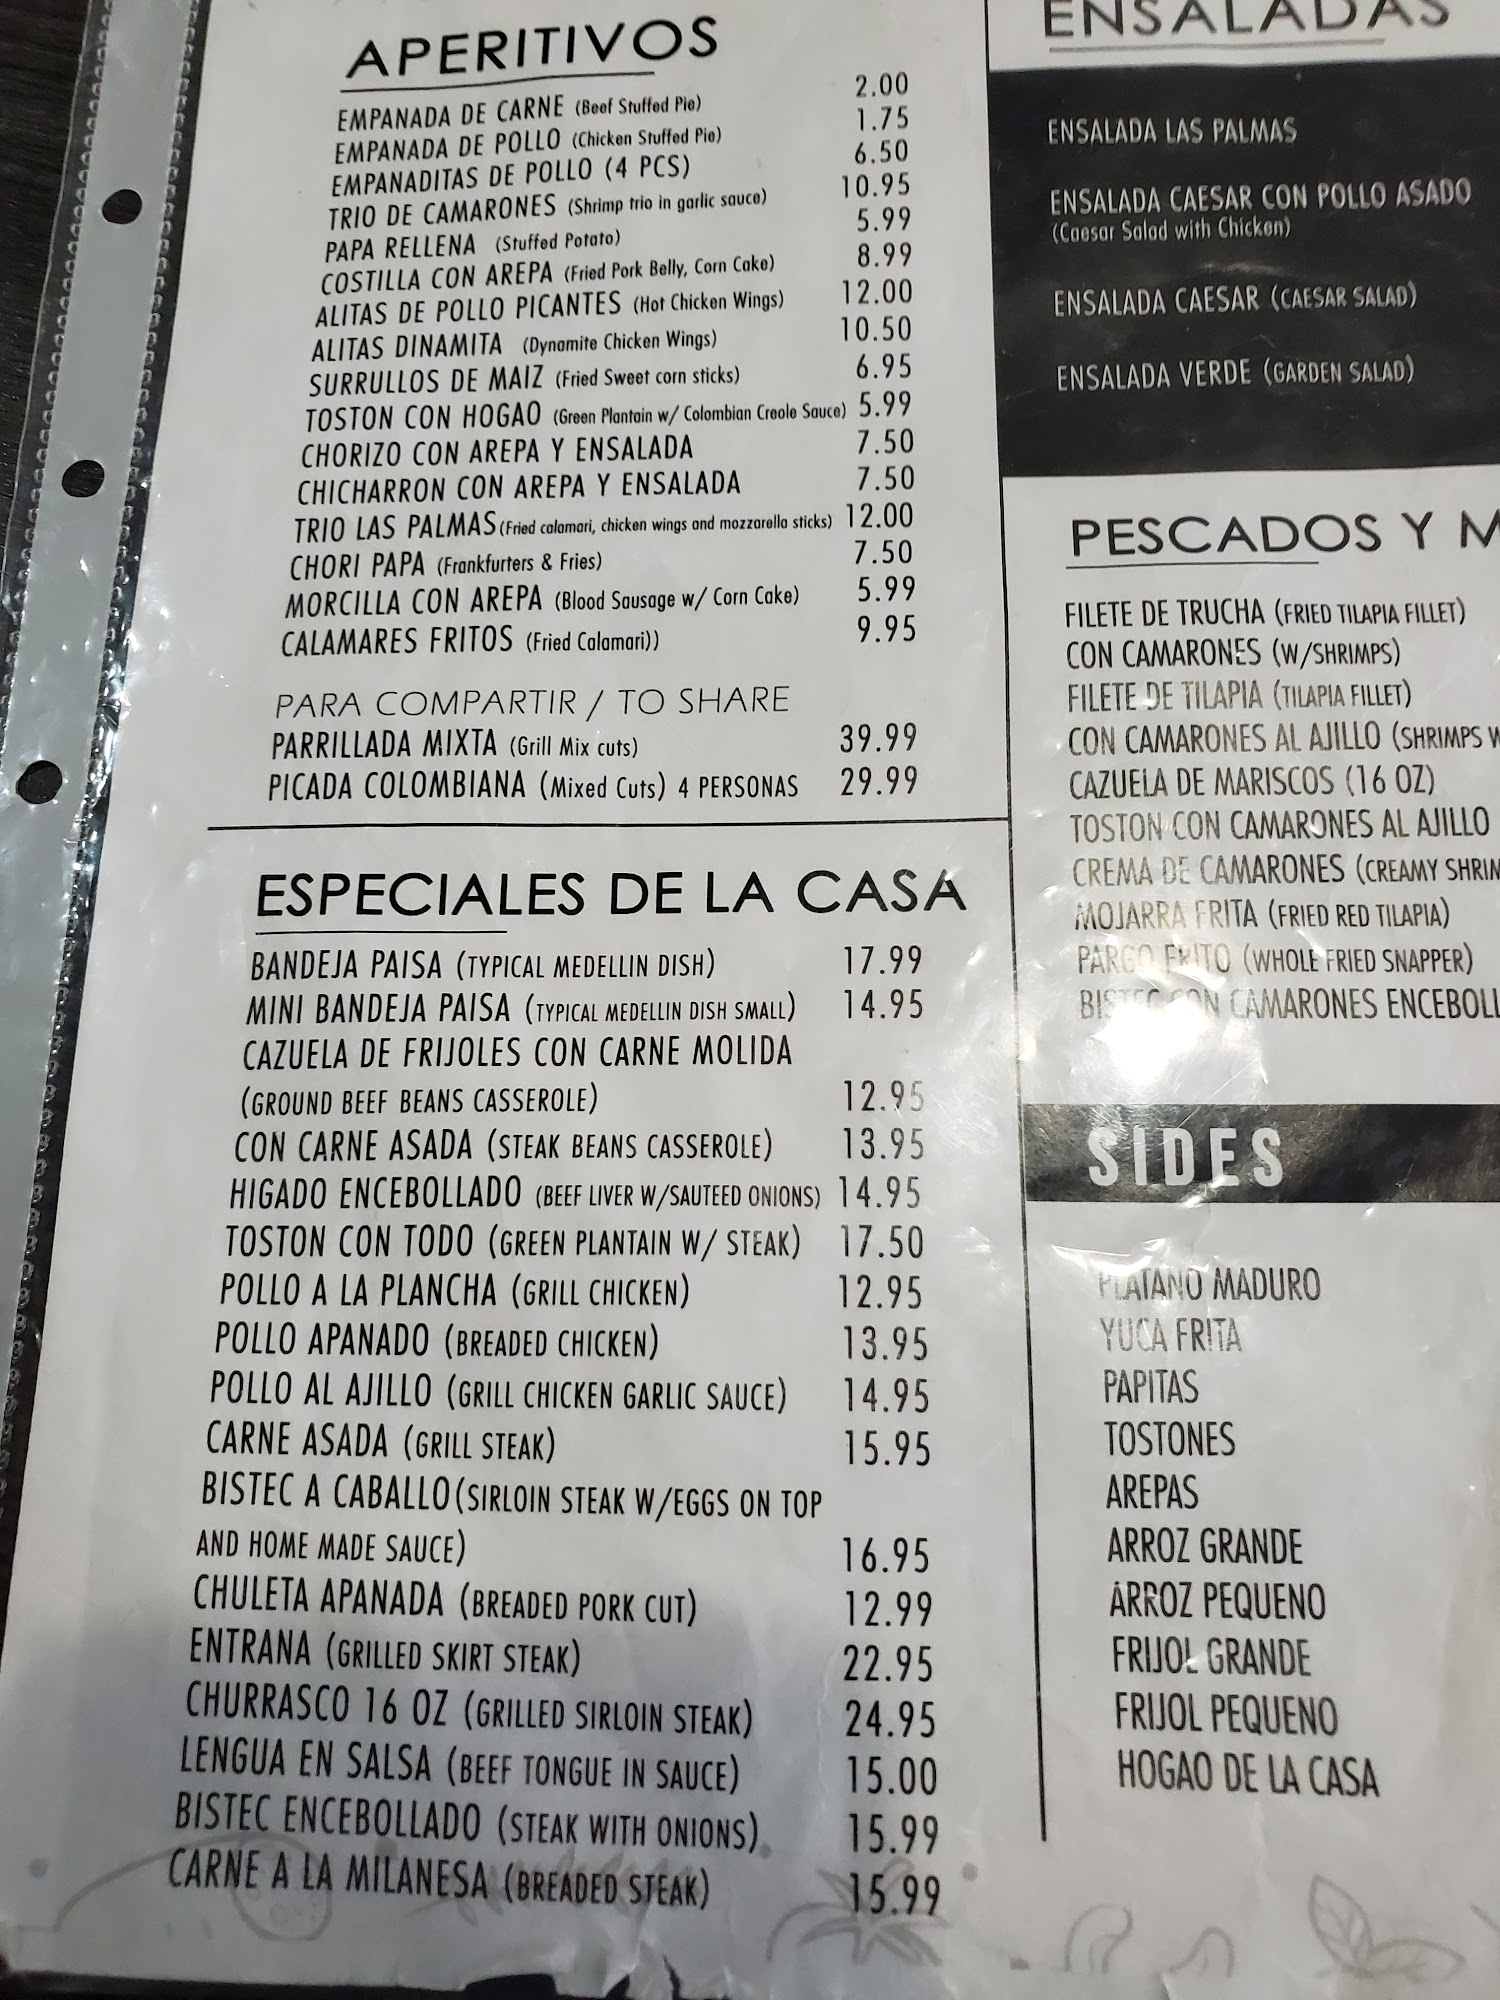 APERITIVOS
EMPANADA DE CARNE (Beef Stuffed Pie) 2.00
EMPANADA DE POLLO (Chicken Stuffed Pie) 1.75
EMPANADITAS DE POLLO (4 PCS) 6.50
TRIO DE CAMARONES (Shrimp trio in garlic sauce) 10.95
PAPA RELLENA (Stuffed Potato) 5.99
COSTILLA CON AREPA (Fried Pork Belly, Corn Cake) 8.99
ALITAS DE POLLO PICANTES (Hot Chicken Wings) 12.00
ALITAS DINAMITA (Dynamite Chicken Wings) 10.50
SURRULLOS DE MAIZ (Fried Sweet corn sticks) 6.95
TOSTON CON HOGAO (Green Plantain w/ Colombian Creole Sauce) 5.99
CHORIZO CON AREPA Y ENSALADA 7.50
CHICHARRON CON AREPA Y ENSALADA 7.50
TRIO LAS PALMAS (Fried calamari, chicken wings and mozzarella sticks) 12.00
CHORI PAPA (Frankfurters & Fries) 7.50
MORCILLA CON AREPA (Blood Sausage w/ Corn Cake) 5.99
CALAMARES FRITOS (Fried Calamari)) 9.95
PARA COMPARTIR / TO SHARE
PARRILLADA MIXTA (Grill Mix cuts) 39.99
PICADA COLOMBIANA (Mixed Cuts) 4 PERSONAS 29.99
ESPECIALES DE LA CASA
BANDEJA PAISA (TYPICAL MEDELLIN DISH) 17.99
MINI BANDEJA PAISA (TYPICAL MEDELLIN DISH SMALL) 14.95
CAZUELA DE FRIJOLES CON CARNE MOLIDA
(GROUND BEEF BEANS CASSEROLE) 12.95
CON CARNE ASADA (STEAK BEANS CASSEROLE) 13.95
HIGADO ENCEBOLLADO (BEEF LIVER W/SAUTEED ONIONS) 14.95
TOSTON CON TODO (GREEN PLANTAIN W/ STEAK) 17.50
POLLO A LA PLANCHA (GRILL CHICKEN) 12.95
POLLO APANADO (BREADED CHICKEN) 13.95
POLLO AL AJILLO (GRILL CHICKEN GARLIC SAUCE) 14.95
CARNE ASADA (GRILL STEAK) 15.95
BISTEC A CABALLO(SIRLOIN STEAK W/EGGS ON TOP
AND HOME MADE SAUCE) 16.95
CHULETA APANADA (BREADED PORK CUT) 12.99
ENTRANA (GRILLED SKIRT STEAK) 22.95
CHURRASCO 16 OZ (GRILLED SIRLOIN STEAK) 24.95
LENGUA EN SALSA (BEEF TONGUE IN SAUCE) 15.00
BISTEC ENCEBOLLADO (STEAK WITH ONIONS) 15.99
CARNE A LA MILANESA (BREADED STEAK) 15.99
ENSALADAS
ENSALADA LAS PALMAS
ENSALADA CAESAR CON POLLO ASADO
(Caesar Salad with Chicken)
ENSALADA CAESAR (CAESAR SALAD)
ENSALADA VERDE (GARDEN SALAD)
PESCADOS Y M
FILETE DE TRUCHA (FRIED TILAPIA FILLET)
CON CAMARONES (W/SHRIMPS)
FILETE DE TILAPIA (TILAPIA FILLET)
CON CAMARONES AL AJILLO (SHRIMPS W
CAZUELA DE MARISCOS (16 OZ)
TOSTON CON CAMARONES AL AJILLO
CREMA DE CAMARONES (CREAMY SHRIM
MOJARRA FRITA (FRIED RED TILAPIA)
PARGO FRITO (WHOLE FRIED SNAPPER)
BISTEC CON CAMARONES ENCEBOLL
SIDES
PLATANO MADURO
YUCA FRITA
PAPITAS
TOSTONES
AREPAS
ARROZ GRANDE
ARROZ PEQUENO
FRIJOL GRANDE
FRIJOL PEQUENO
HOGAO DE LA CASA